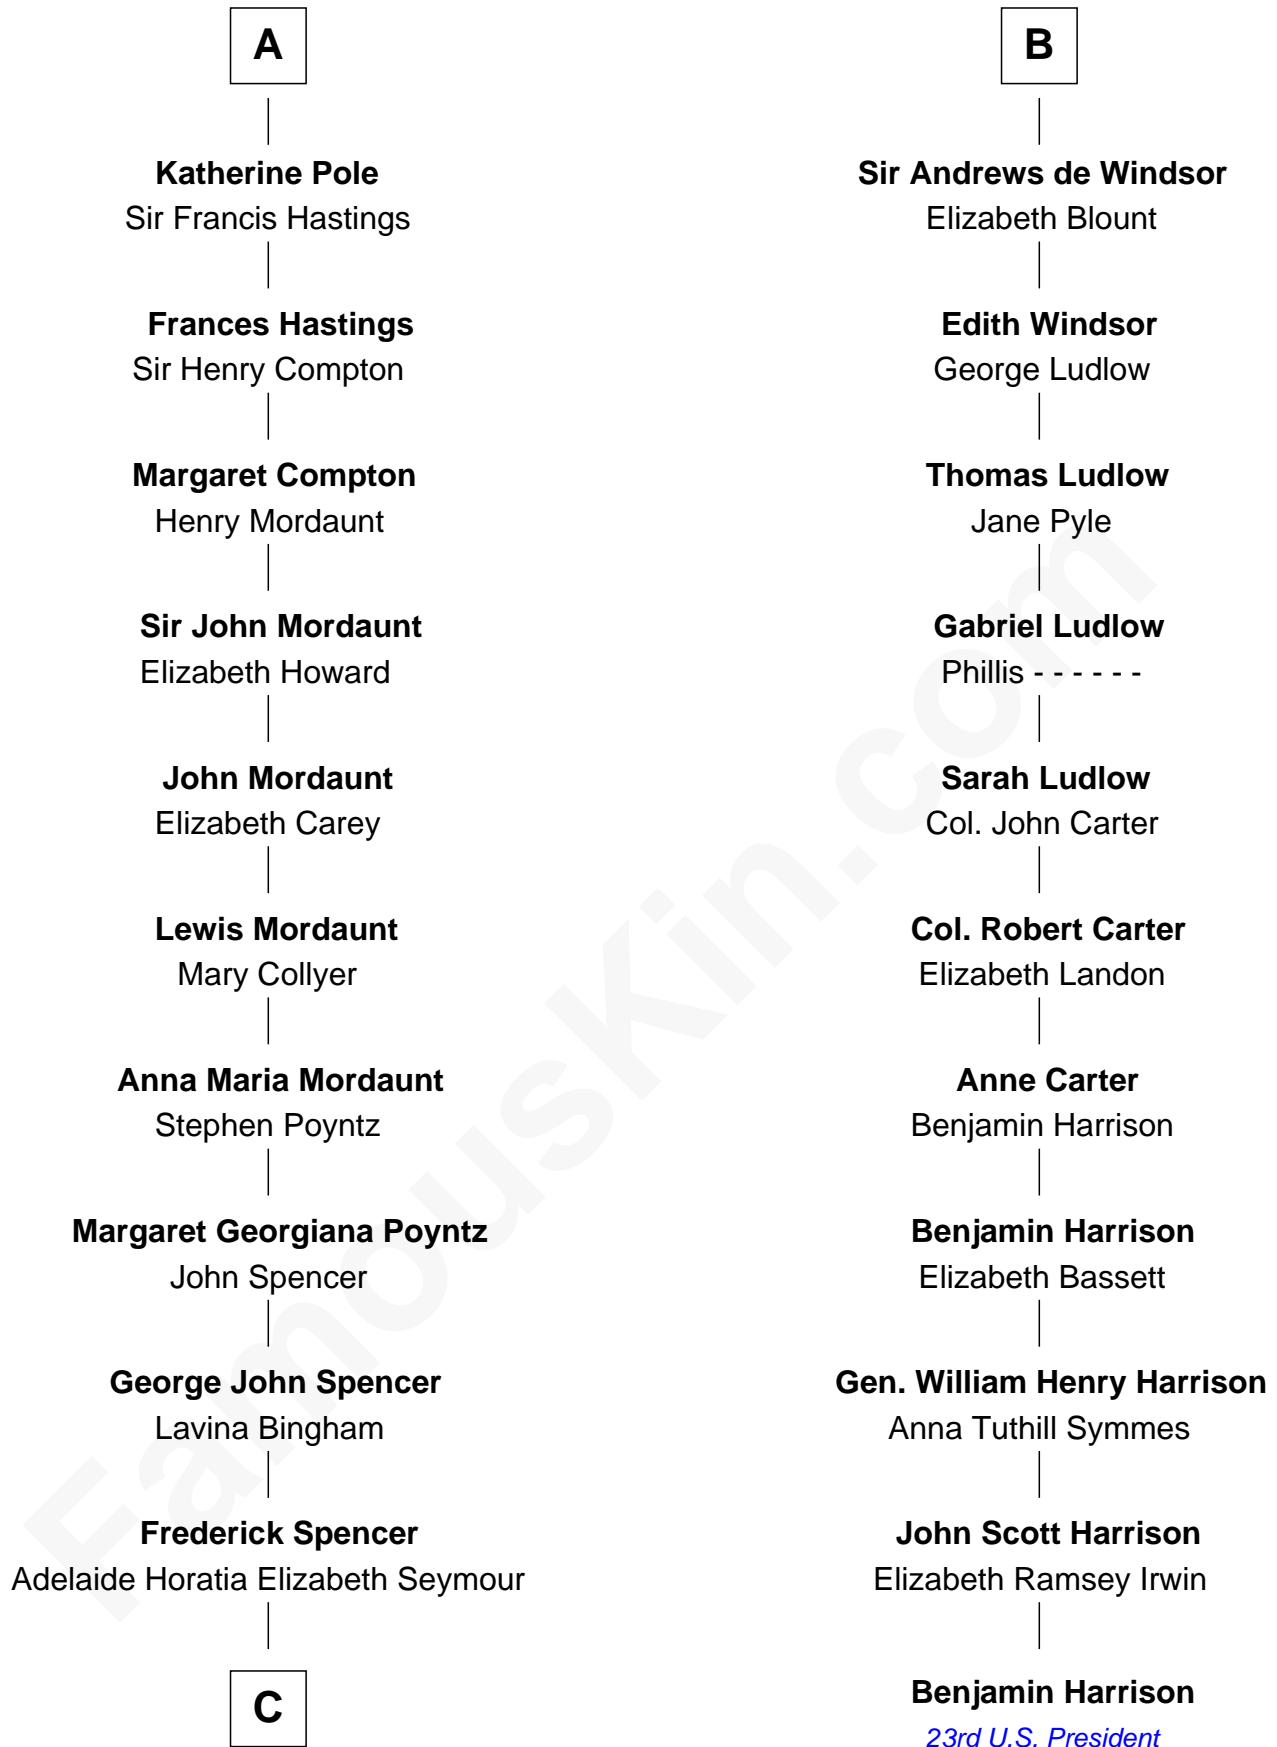 A
Katherine Pole
Sir Francis Hastings
Frances Hastings
Sir Henry Compton
Margaret Compton
Henry Mordaunt
Sir John Mordaunt
Elizabeth Howard
John Mordaunt
Elizabeth Carey
Lewis Mordaunt
Mary Collyer
Anna Maria Mordaunt
Stephen Poyntz
Margaret Georgiana Poyntz
John Spencer
George John Spencer
Lavina Bingham
Frederick Spencer
Adelaide Horatia Elizabeth Seymour
C
B
Sir Andrews de Windsor
Elizabeth Blount
Edith Windsor
George Ludlow
Thomas Ludlow
Jane Pyle
Gabriel Ludlow
Phillis - - - - - -
Sarah Ludlow
Col. John Carter
Col. Robert Carter
Elizabeth Landon
Anne Carter
Benjamin Harrison
Benjamin Harrison
Elizabeth Bassett
Gen. William Henry Harrison
Anna Tuthill Symmes
John Scott Harrison
Elizabeth Ramsey Irwin
Benjamin Harrison
23rd U.S. President
FamousKin.com